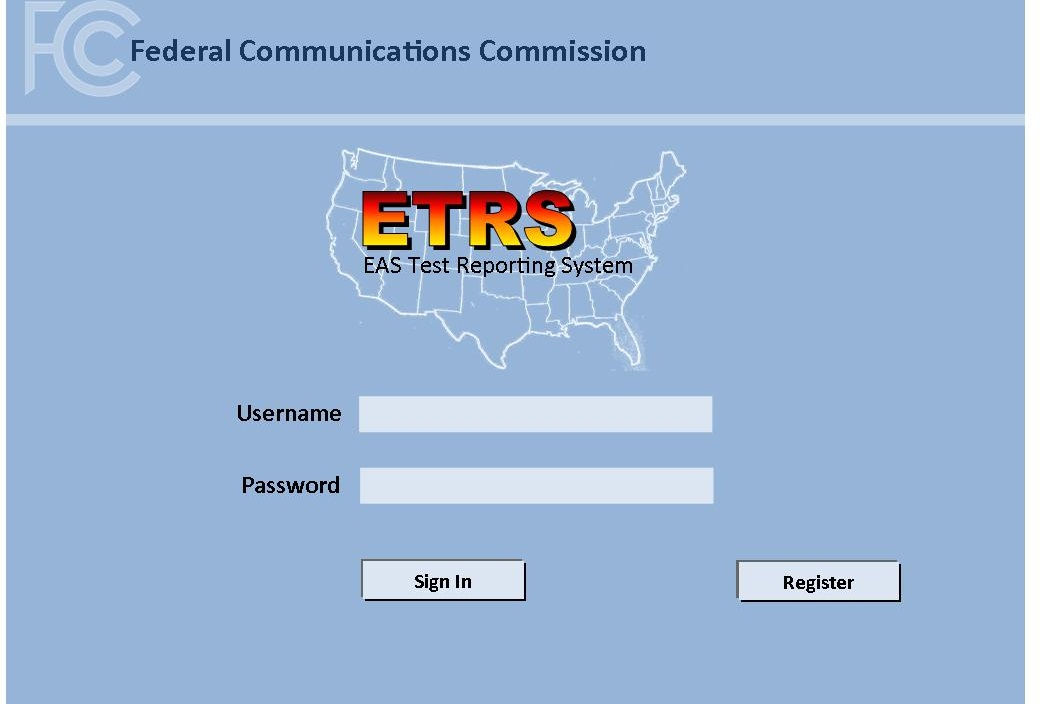 FCC
Federal Communications Commission
ETRS
EAS Test Reporting System
Username
Password
Sign In
Register